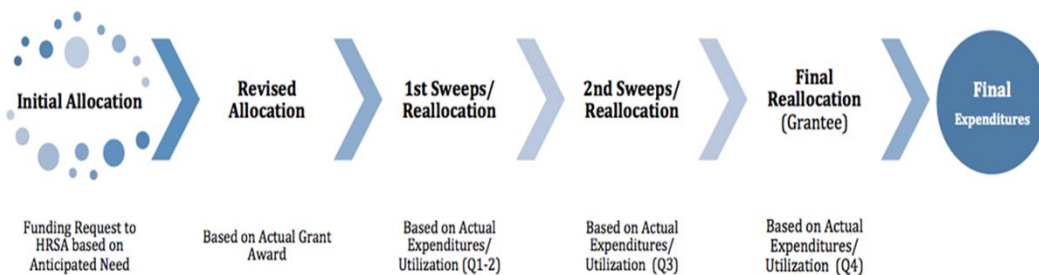 Initial Allocation
Revised
Allocation
1st Sweeps/
Reallocation
2nd Sweeps/
Reallocation
Final
Reallocation
(Grantee)
Final
Expenditures
Funding Request to
HRSA based on
Anticipated Need
Based on Actual Grant
Award
Based on Actual
Expenditures/
Utilization (Q1-2)
Based on Actual
Expenditures/
Utilization (Q3)
Based on Actual
Expenditures/
Utilization (Q4)